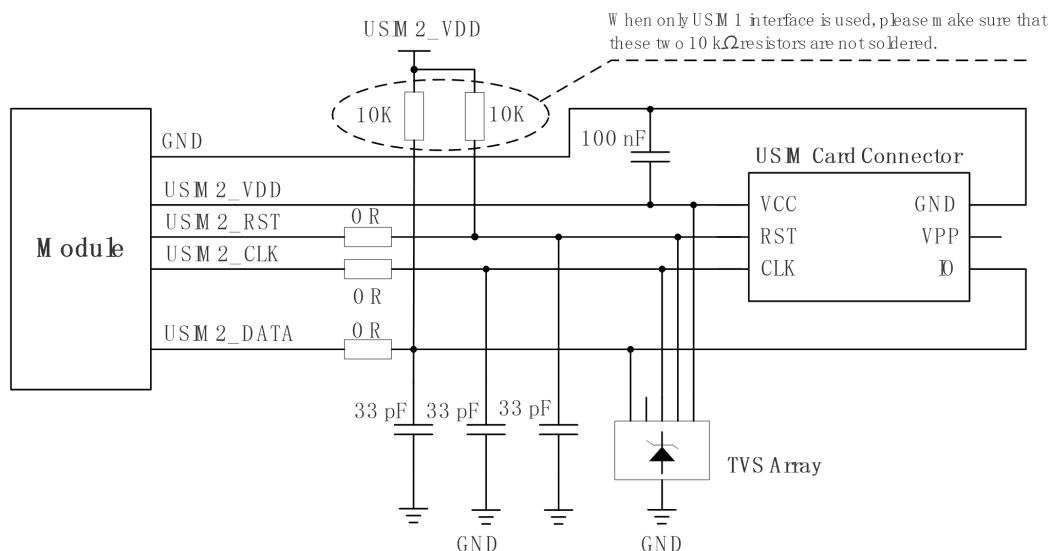 When only USIM1 interface is used, please make sure that
these two 10 kΩ resistors are not soldered.
USIM2_VDD
10K
10K
GND
100 nF
USIM Card Connector
USIM2_VDD
VCC
GND
USIM2_RST
0R
RST
VPP
Module
USIM2_CLK
CLK
IO
0R
USIM2_DATA
0R
33 pF
33 pF
33 pF
TVS Array
GND
GND